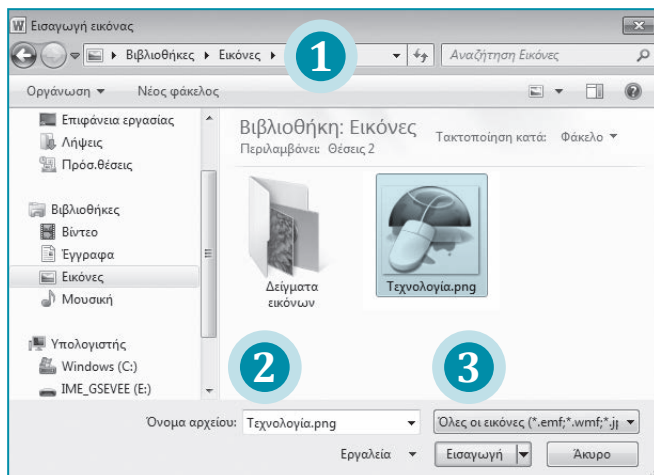 Εισαγωγή εικόνας
Βιβλιοθήκες Εικόνες
Αναζήτηση Εικόνες
1
Οργάνωση Νέος φάκελος
Επιφάνεια εργασίας
Λήψεις
Πρόσ.θέσεις
Βιβλιοθήκες
Βίντεο
Έγγραφα
Εικόνες
Μουσική
Υπολογιστής
Windows (C:)
IME_GSEVEE (E:)
Βιβλιοθήκη: Εικόνες
Περιλαμβάνει: Θέσεις 2
Τακτοποίηση κατά: Φάκελο
Δείγματα
εικόνων
Τεχνολογία.png
2
3
Όνομα αρχείου: Τεχνολογία.png
Όλες οι εικόνες (*.emf;*.wmf;*.jp
Εργαλεία Εισαγωγή Άκυρο